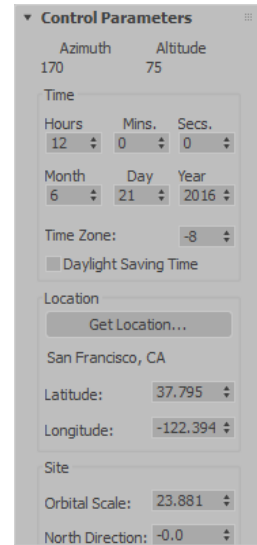 Control Parameters
Azimuth Altitude
170 75
Time
Hours Mins. Secs.
12 0 0
Month Day Year
6 21 2016
Time Zone: -8
Daylight Saving Time
Location
Get Location...
San Francisco, CA
Latitude: 37.795
Longitude: -122.394
Site
Orbital Scale: 23.881
North Direction: -0.0